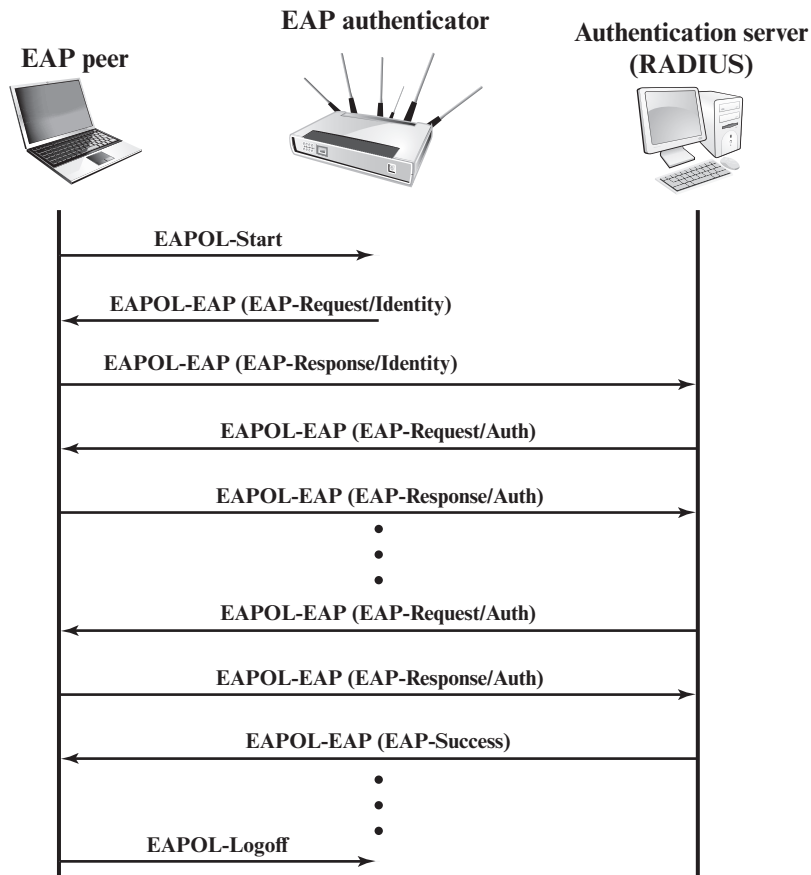 EAP peer
EAP authenticator
Authentication server
(RADIUS)
EAPOL-Start
EAPOL-EAP (EAP-Request/Identity)
EAPOL-EAP (EAP-Response/Identity)
EAPOL-EAP (EAP-Request/Auth)
EAPOL-EAP (EAP-Response/Auth)
EAPOL-EAP (EAP-Request/Auth)
EAPOL-EAP (EAP-Response/Auth)
EAPOL-EAP (EAP-Success)
EAPOL-Logoff